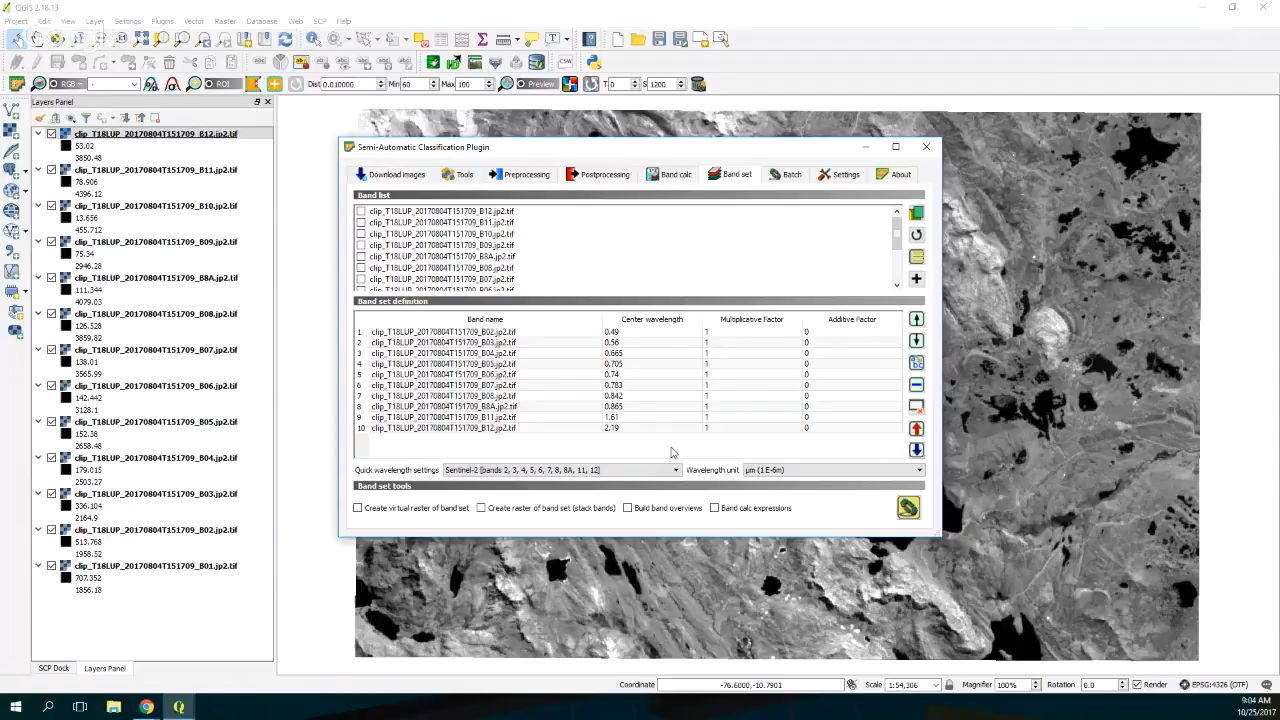 QGIS 2.18.13
Project Edit View Layer Settings Plugins Vector Raster Database Web SCP Help
RGB = - ROI Dist 0.010000 Min 60 Max 100 Preview T 0 S 1200
Layers Panel
clip_T18LUP_20170804T151709_B12.jp2.tif
53.02
3850.48
clip_T18LUP_20170804T151709_B11.jp2.tif
78.906
4396.12
clip_T18LUP_20170804T151709_B10.jp2.tif
13.656
455.712
clip_T18LUP_20170804T151709_B09.jp2.tif
75.34
2946.28
clip_T18LUP_20170804T151709_B8A.jp2.tif
111.344
4079.03
clip_T18LUP_20170804T151709_B08.jp2.tif
126.528
3859.82
clip_T18LUP_20170804T151709_B07.jp2.tif
138.01
3565.99
clip_T18LUP_20170804T151709_B06.jp2.tif
142.442
3128.1
clip_T18LUP_20170804T151709_B05.jp2.tif
152.38
2658.48
clip_T18LUP_20170804T151709_B04.jp2.tif
179.015
2503.27
clip_T18LUP_20170804T151709_B03.jp2.tif
336.104
2164.9
clip_T18LUP_20170804T151709_B02.jp2.tif
513.768
1958.52
clip_T18LUP_20170804T151709_B01.jp2.tif
707.352
1856.18
SCP Dock Layers Panel
Semi-Automatic Classification Plugin
Download images Tools Preprocessing Postprocessing Band calc Band set Batch Settings About
Band list
clip_T18LUP_20170804T151709_B12.jp2.tif
clip_T18LUP_20170804T151709_B11.jp2.tif
clip_T18LUP_20170804T151709_B10.jp2.tif
clip_T18LUP_20170804T151709_B09.jp2.tif
clip_T18LUP_20170804T151709_B8A.jp2.tif
clip_T18LUP_20170804T151709_B08.jp2.tif
clip_T18LUP_20170804T151709_B07.jp2.tif
clip_T18LUP_20170804T151709_B06.jp2.tif
Band set definition
Band name Center wavelength Multiplicative Factor Additive Factor
1 clip_T18LUP_20170804T151709_B02.jp2.tif 0.49 1 0
2 clip_T18LUP_20170804T151709_B03.jp2.tif 0.56 1 0
3 clip_T18LUP_20170804T151709_B04.jp2.tif 0.665 1 0
4 clip_T18LUP_20170804T151709_B05.jp2.tif 0.705 1 0
5 clip_T18LUP_20170804T151709_B06.jp2.tif 0.74 1 0
6 clip_T18LUP_20170804T151709_B07.jp2.tif 0.783 1 0
7 clip_T18LUP_20170804T151709_B08.jp2.tif 0.842 1 0
8 clip_T18LUP_20170804T151709_B8A.jp2.tif 0.865 1 0
9 clip_T18LUP_20170804T151709_B11.jp2.tif 1.61 1 0
10 clip_T18LUP_20170804T151709_B12.jp2.tif 2.19 1 0
Quick wavelength settings Sentinel-2 [bands 2, 3, 4, 5, 6, 7, 8, 8A, 11, 12] Wavelength unit µm (1 E-6m)
Band set tools
Create virtual raster of band set Create raster of band set (stack bands) Build band overviews Band calc expressions
Coordinate -76.6000,-10.7901 Scale 1:54,306 Magnifier 100% Rotation 0.0 Render EPSG:4326 (OTF)
9:04 AM
10/25/2017